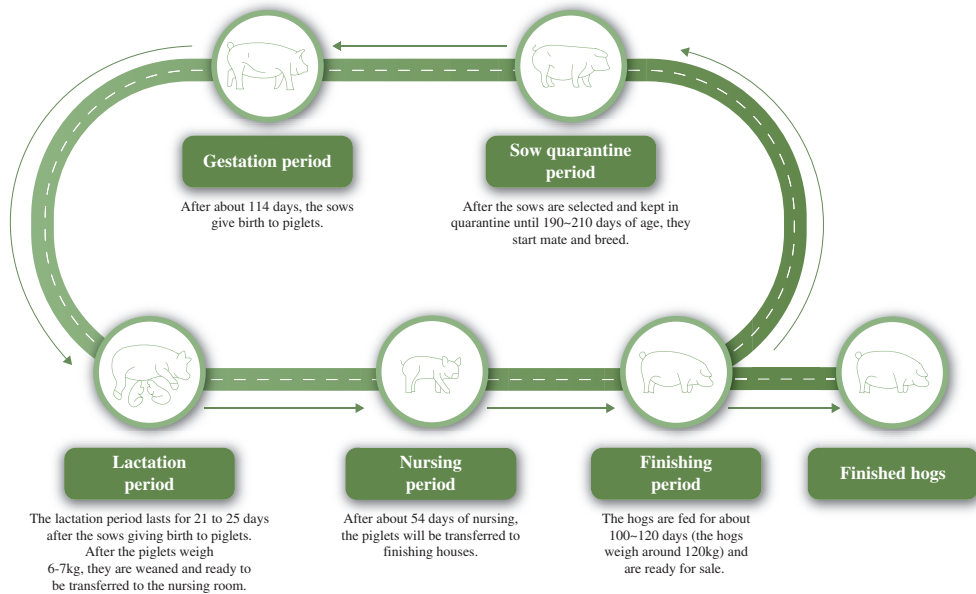 Gestation period
After about 114 days, the sows
give birth to piglets.
Sow quarantine
period
After the sows are selected and kept in
quarantine until 190~210 days of age, they
start mate and breed.
Lactation
period
The lactation period lasts for 21 to 25 days
after the sows giving birth to piglets.
After the piglets weigh
6-7kg, they are weaned and ready to
be transferred to the nursing room.
Nursing
period
After about 54 days of nursing,
the piglets will be transferred to
finishing houses.
Finishing
period
The hogs are fed for about
100~120 days (the hogs
weigh around 120kg) and
are ready for sale.
Finished hogs